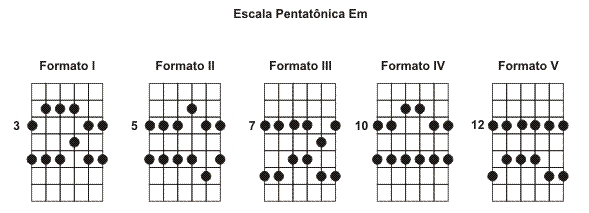 Escala Pentatônica Em
Formato I Formato II Formato III Formato IV Formato V
3 5 7 10 12